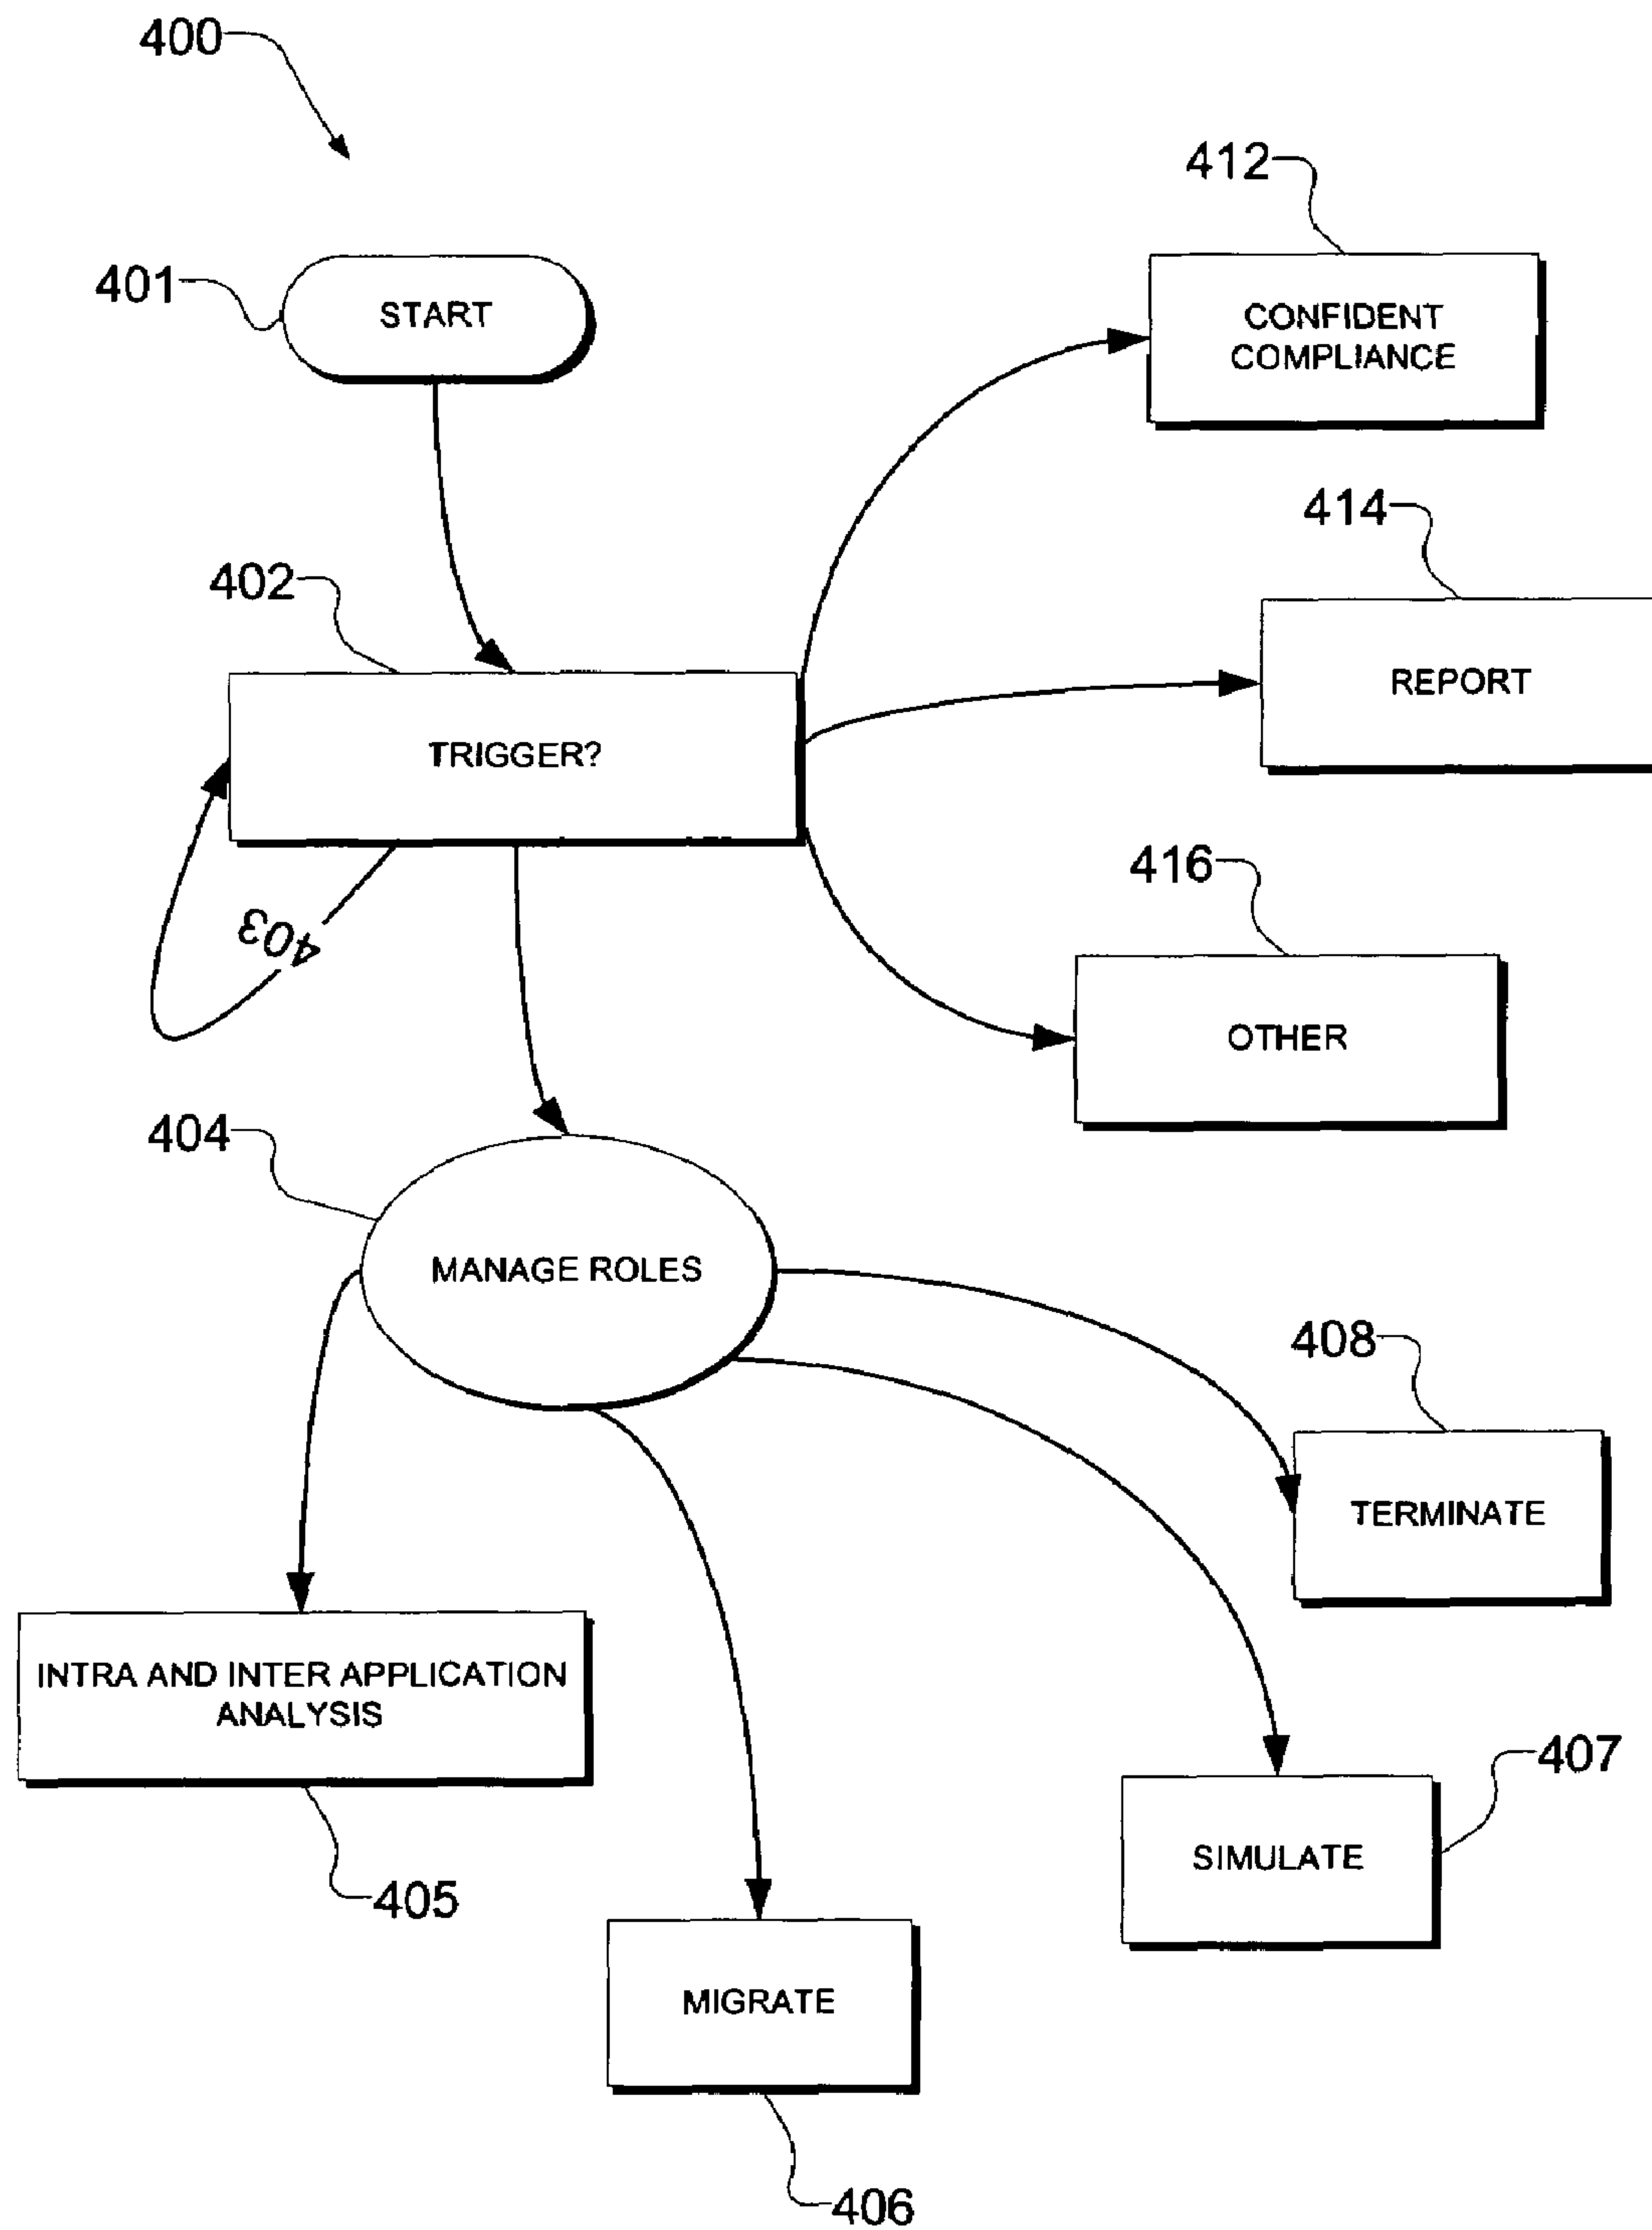 400
412
401
START
CONFIDENT
COMPLIANCE
414
402
REPORT
TRIGGER?
416
403
OTHER
404
MANAGE ROLES
408
TERMINATE
INTRA AND INTER APPLICATION
ANALYSIS
407
SIMULATE
405
MIGRATE
406